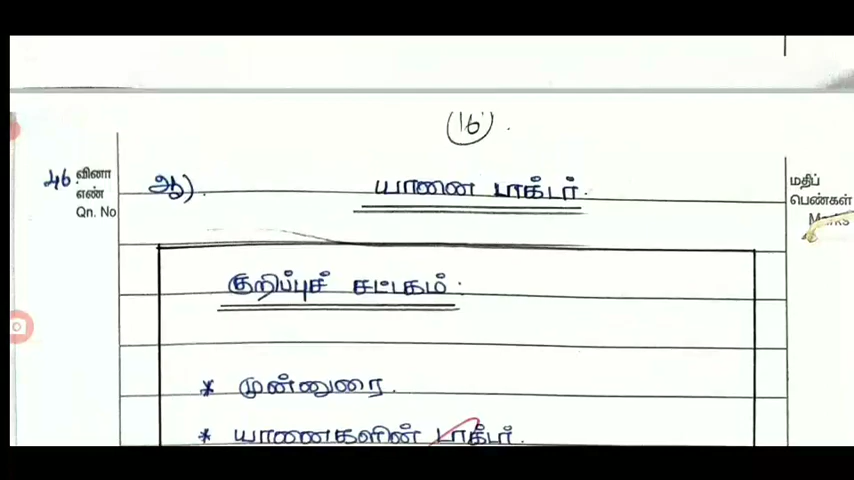 (16).
46. வினா எண் Qn. No
ஆ). யானை டாக்டர்.
மதிப் பெண்கள் Marks
குறிப்புச் சட்டகம்.
* முன்னுரை.
* யானைகளின் டாக்டர்.